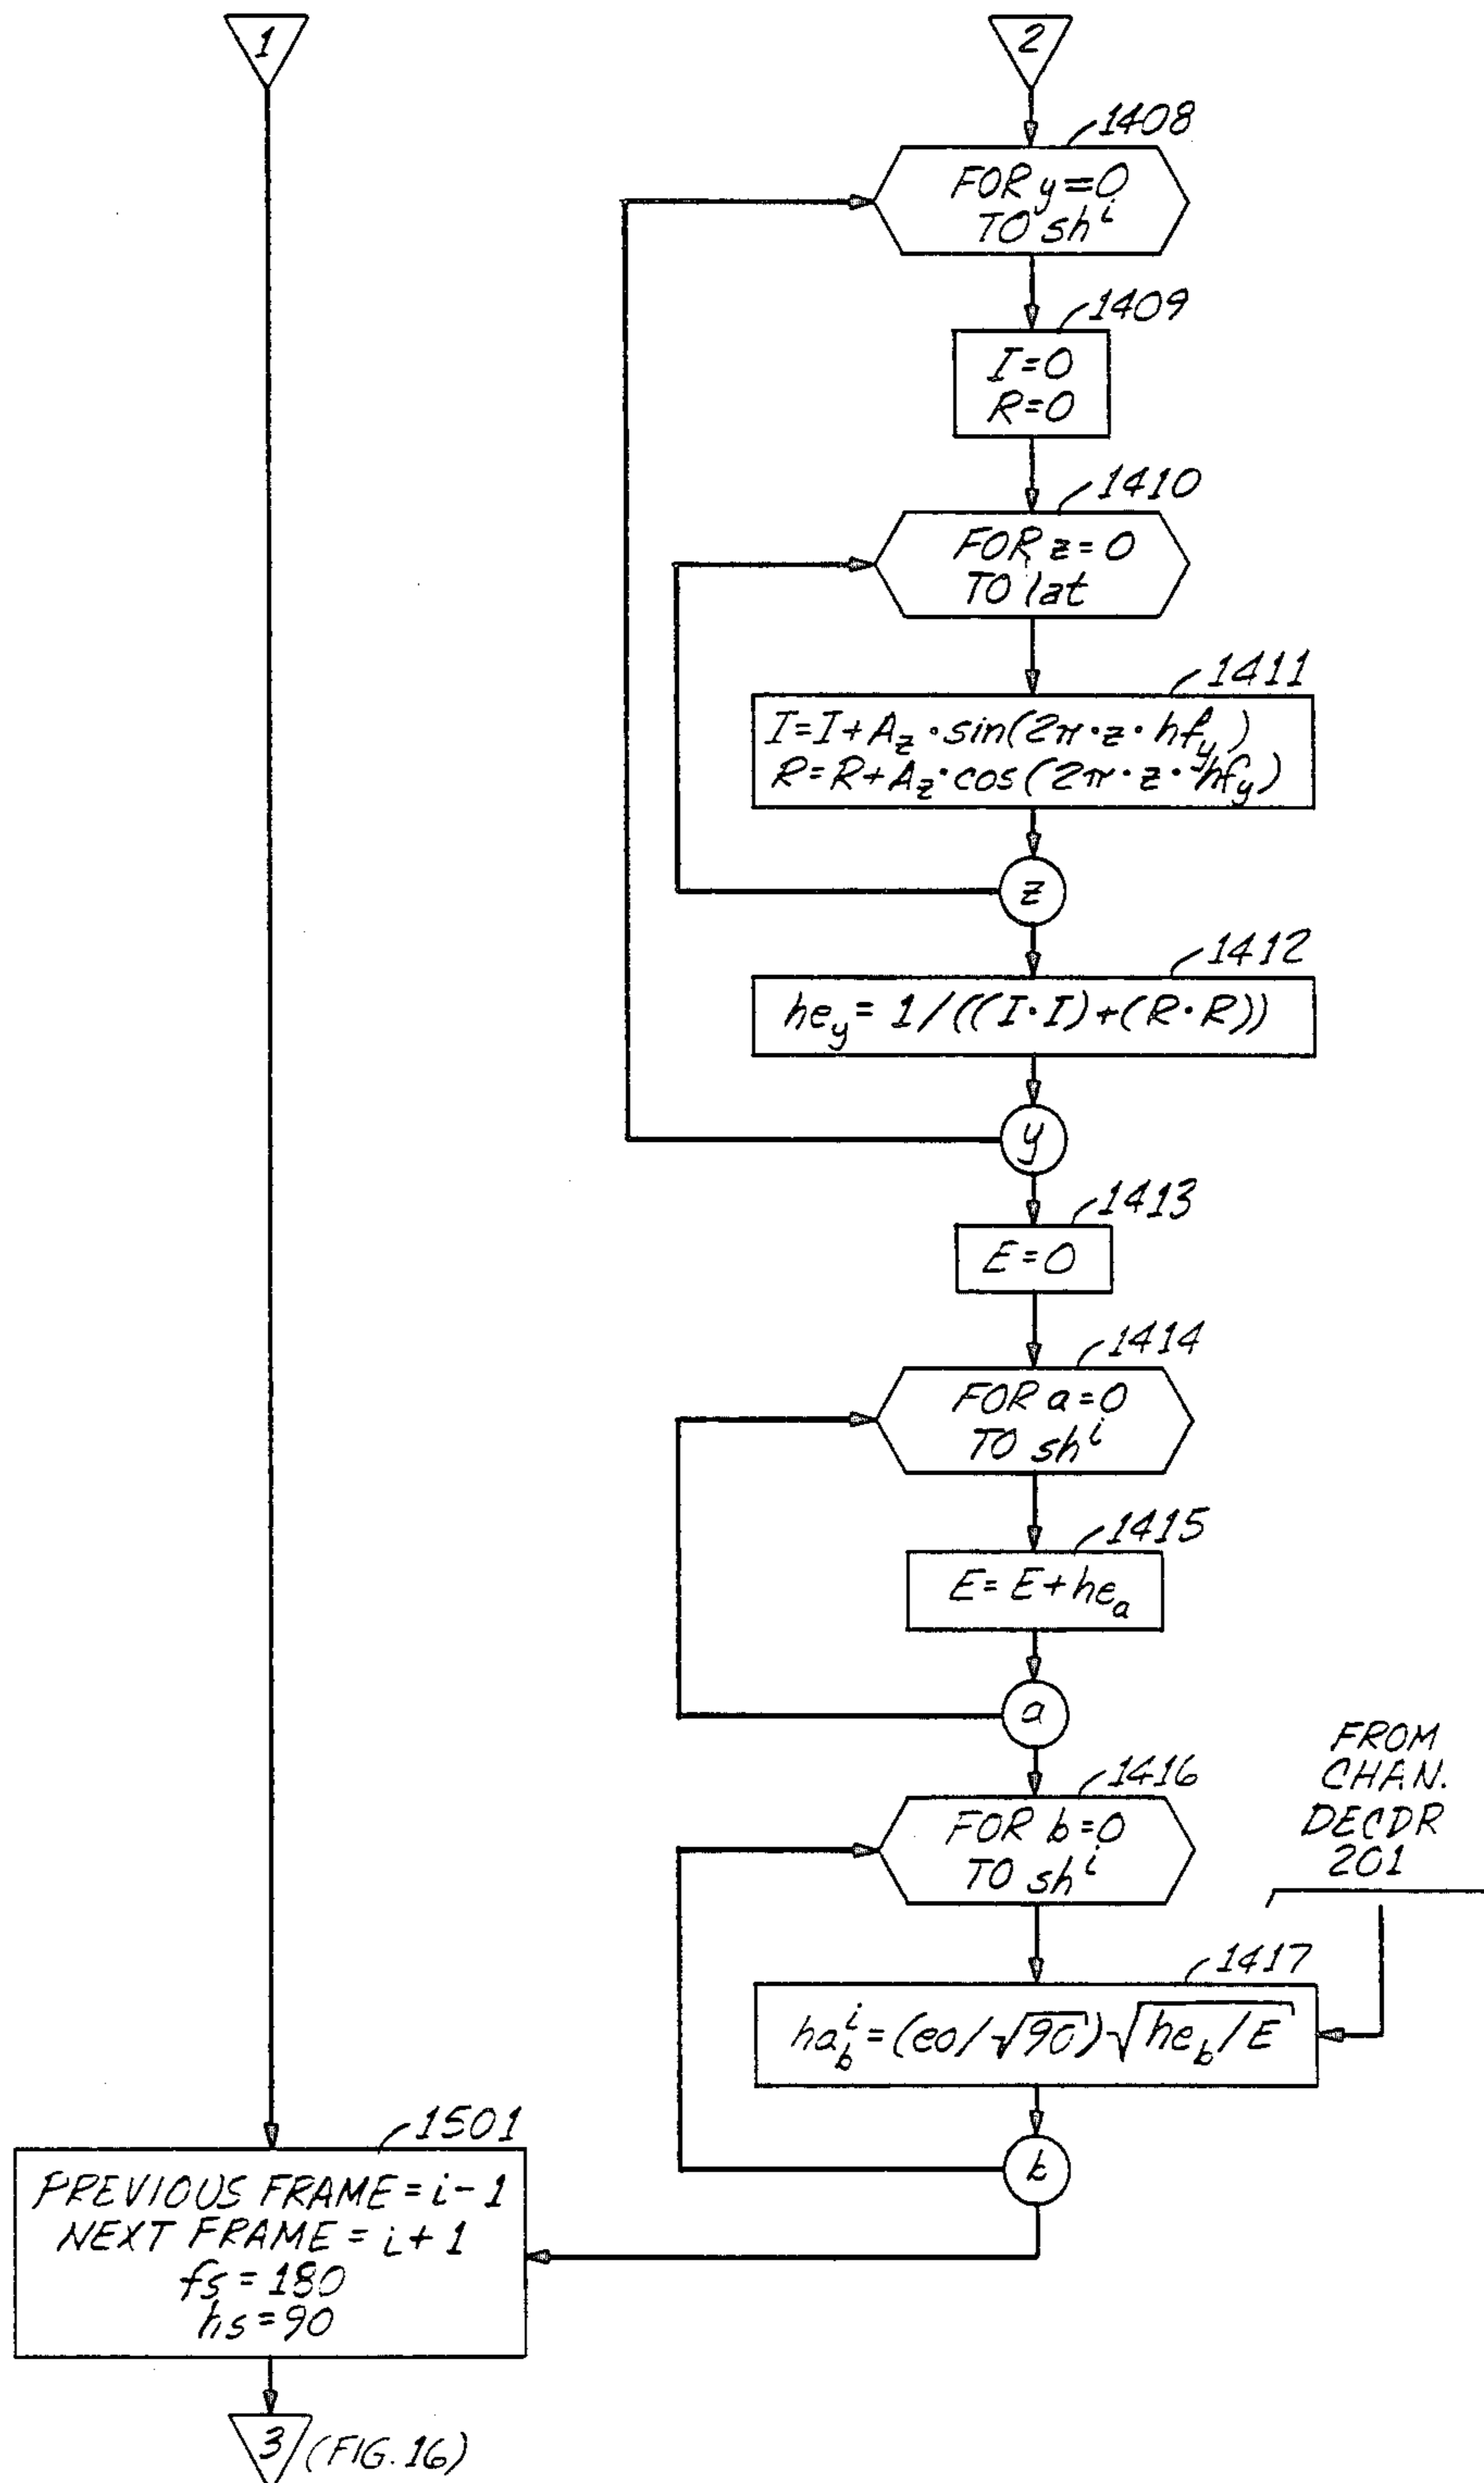 1
2
1408
FOR y=0
TO shⁱ
1409
I=0
R=0
1410
FOR z=0
TO lat
1411
I=I+A_z·sin(2π·z·hf_y)
R=R+A_z·cos(2π·z·hf_y)
z
1412
he_y=1/((I·I)+(R·R))
y
1413
E=0
1414
FOR a=0
TO shⁱ
1415
E=E+he_a
a
1416
FOR b=0
TO shⁱ
FROM
CHAN.
DECDR
201
1417
ha_b^i=(eo/√90)√he_b/E
b
1501
PREVIOUS FRAME=i-1
NEXT FRAME=i+1
fs=180
hs=90
3 (FIG. 16)